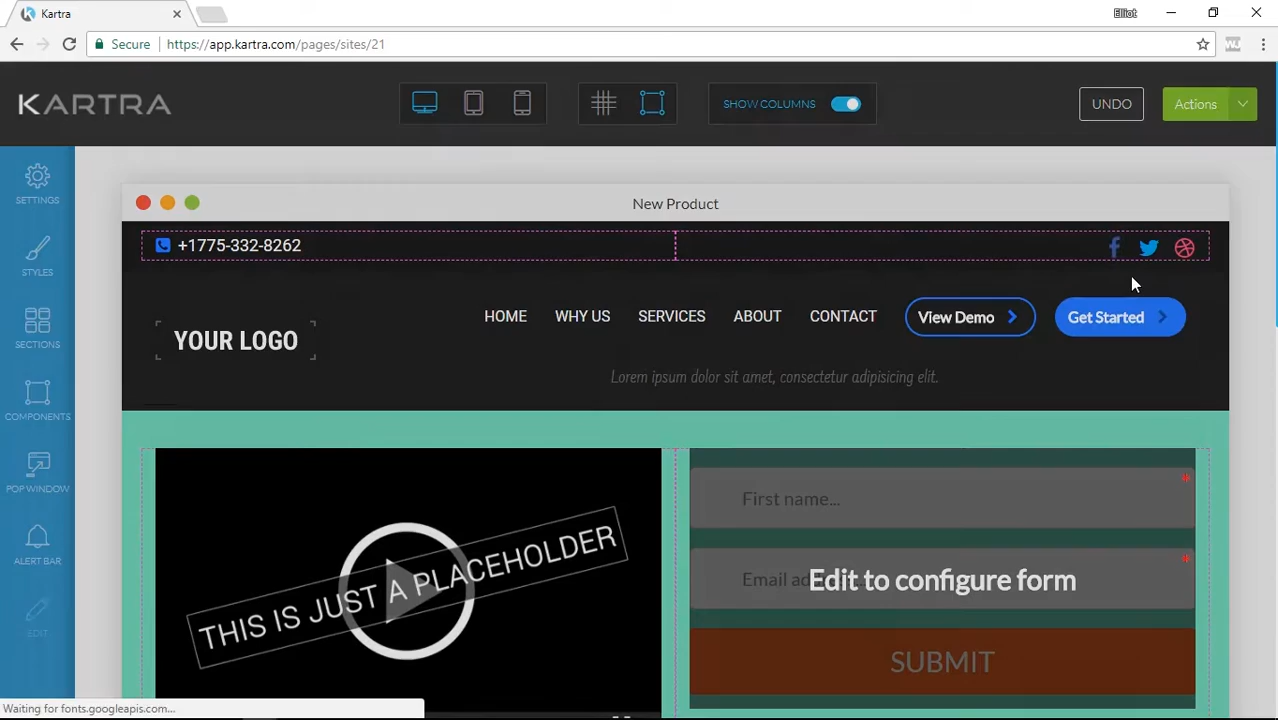 Kartra
Elliot
Secure
https://app.kartra.com/pages/sites/21
KARTRA
SHOW COLUMNS
UNDO
Actions
SETTINGS
STYLES
SECTIONS
COMPONENTS
POP WINDOW
ALERT BAR
EDIT
New Product
+1775-332-8262
YOUR LOGO
HOME WHY US SERVICES ABOUT CONTACT View Demo Get Started
Lorem ipsum dolor sit amet, consectetur adipisicing elit.
THIS IS JUST A PLACEHOLDER
First name... *
Email ad *
Edit to configure form
SUBMIT
Waiting for fonts.googleapis.com...